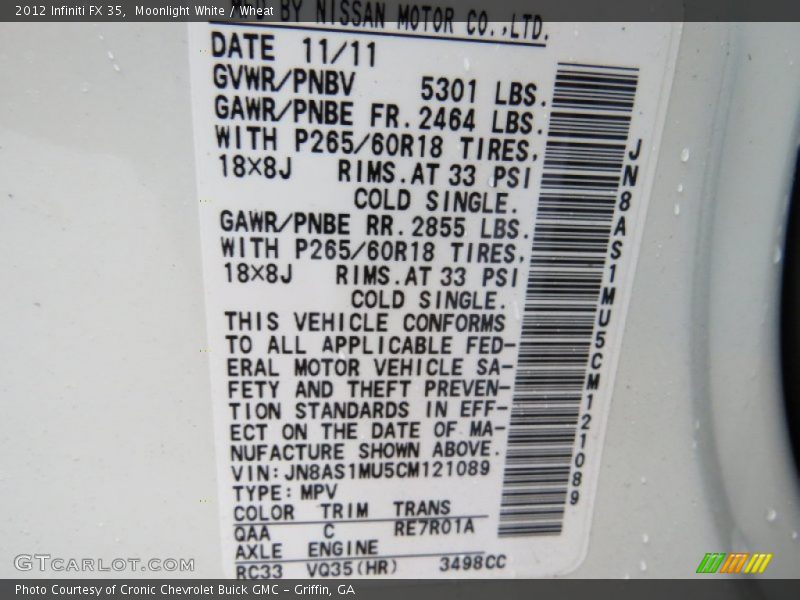 2012 Infiniti FX 35, Moonlight White / Wheat
MFD BY NISSAN MOTOR CO.,LTD.
DATE 11/11
GVWR/PNBV 5301 LBS.
GAWR/PNBE FR. 2464 LBS.
WITH P265/60R18 TIRES,
18×8J RIMS.AT 33 PSI
COLD SINGLE.
GAWR/PNBE RR. 2855 LBS.
WITH P265/60R18 TIRES,
18×8J RIMS.AT 33 PSI
COLD SINGLE.
THIS VEHICLE CONFORMS
TO ALL APPLICABLE FED-
ERAL MOTOR VEHICLE SA-
FETY AND THEFT PREVEN-
TION STANDARDS IN EFF-
ECT ON THE DATE OF MA-
NUFACTURE SHOWN ABOVE.
VIN: JN8AS1MU5CM121089
TYPE: MPV
COLOR TRIM TRANS
QAA C RE7R01A
AXLE ENGINE
RC33 VQ35(HR) 3498CC
JN8AS1MU5CM121089
GTcarlot.com
Photo Courtesy of Cronic Chevrolet Buick GMC – Griffin, GA